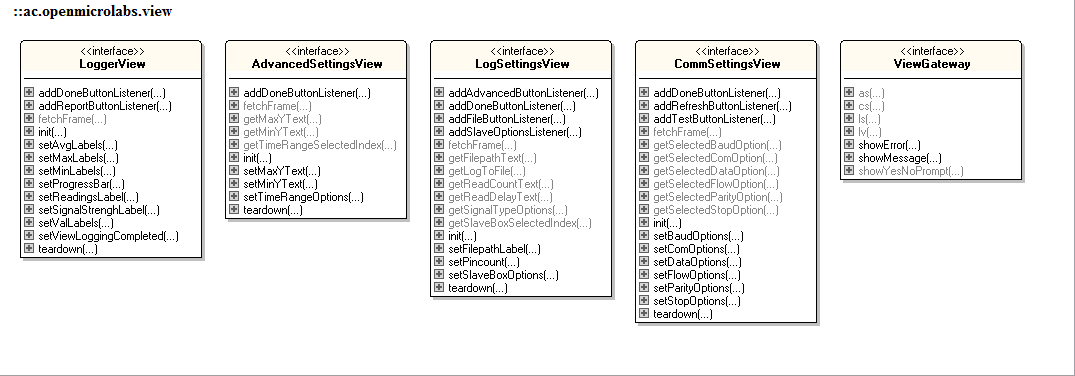 ::ac.openmicrolabs.view
<<interface>>
LoggerView
addDoneButtonListener(...)
addReportButtonListener(...)
fetchFrame(...)
init(...)
setAvgLabels(...)
setMaxLabels(...)
setMinLabels(...)
setProgressBar(...)
setReadingsLabel(...)
setSignalStrenghLabel(...)
setValLabels(...)
setViewLoggingCompleted(...)
teardown(...)
<<interface>>
AdvancedSettingsView
addDoneButtonListener(...)
fetchFrame(...)
getMaxYText(...)
getMinYText(...)
getTimeRangeSelectedIndex(...)
init(...)
setMaxYText(...)
setMinYText(...)
setTimeRangeOptions(...)
teardown(...)
<<interface>>
LogSettingsView
addAdvancedButtonListener(...)
addDoneButtonListener(...)
addFileButtonListener(...)
addSlaveOptionsListener(...)
fetchFrame(...)
getFilepathText(...)
getLogToFile(...)
getReadCountText(...)
getReadDelayText(...)
getSignalTypeOptions(...)
getSlaveBoxSelectedIndex(...)
init(...)
setFilepathLabel(...)
setPincount(...)
setSlaveBoxOptions(...)
teardown(...)
<<interface>>
CommSettingsView
addDoneButtonListener(...)
addRefreshButtonListener(...)
addTestButtonListener(...)
fetchFrame(...)
getSelectedBaudOption(...)
getSelectedComOption(...)
getSelectedDataOption(...)
getSelectedFlowOption(...)
getSelectedParityOption(...)
getSelectedStopOption(...)
init(...)
setBaudOptions(...)
setComOptions(...)
setDataOptions(...)
setFlowOptions(...)
setParityOptions(...)
setStopOptions(...)
teardown(...)
<<interface>>
ViewGateway
as(...)
cs(...)
ls(...)
lv(...)
showError(...)
showMessage(...)
showYesNoPrompt(...)